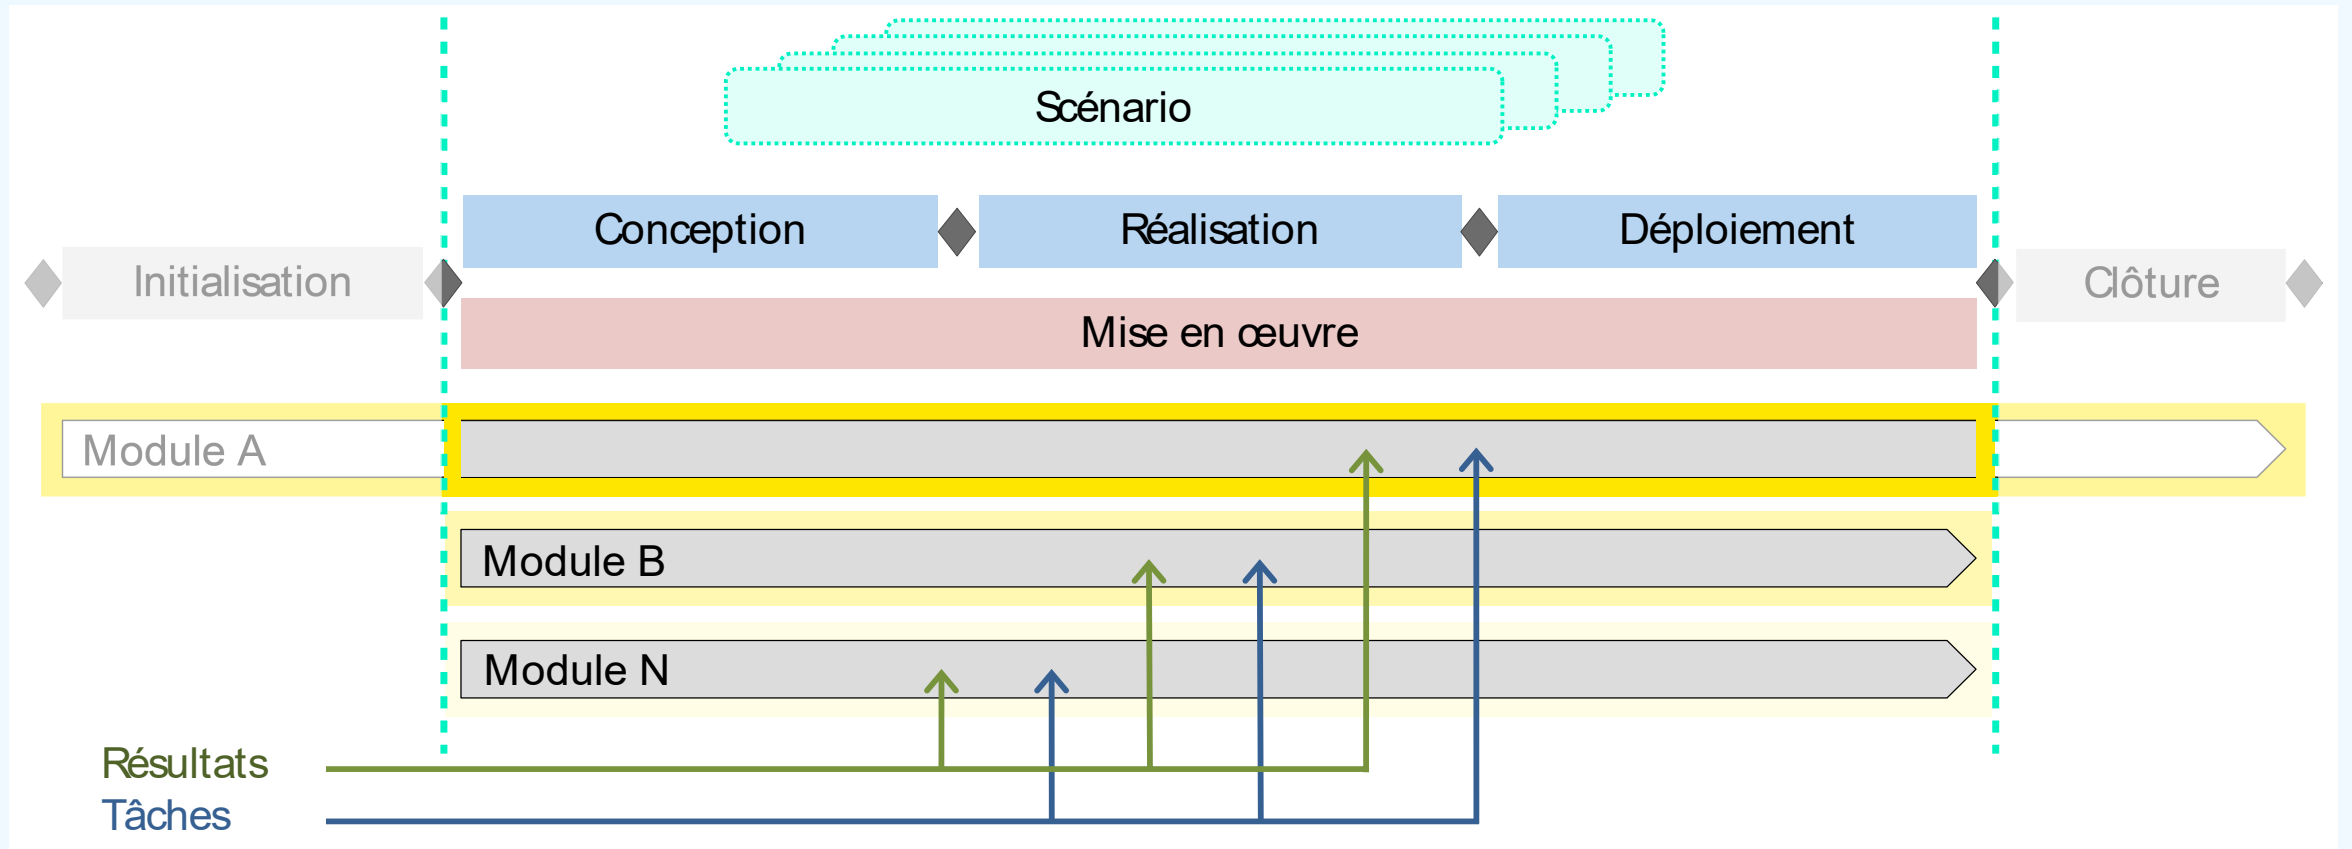 Scénario
Conception
Réalisation
Déploiement
Initialisation
Clôture
Mise en œuvre
Module A
Module B
Module N
Résultats
Tâches